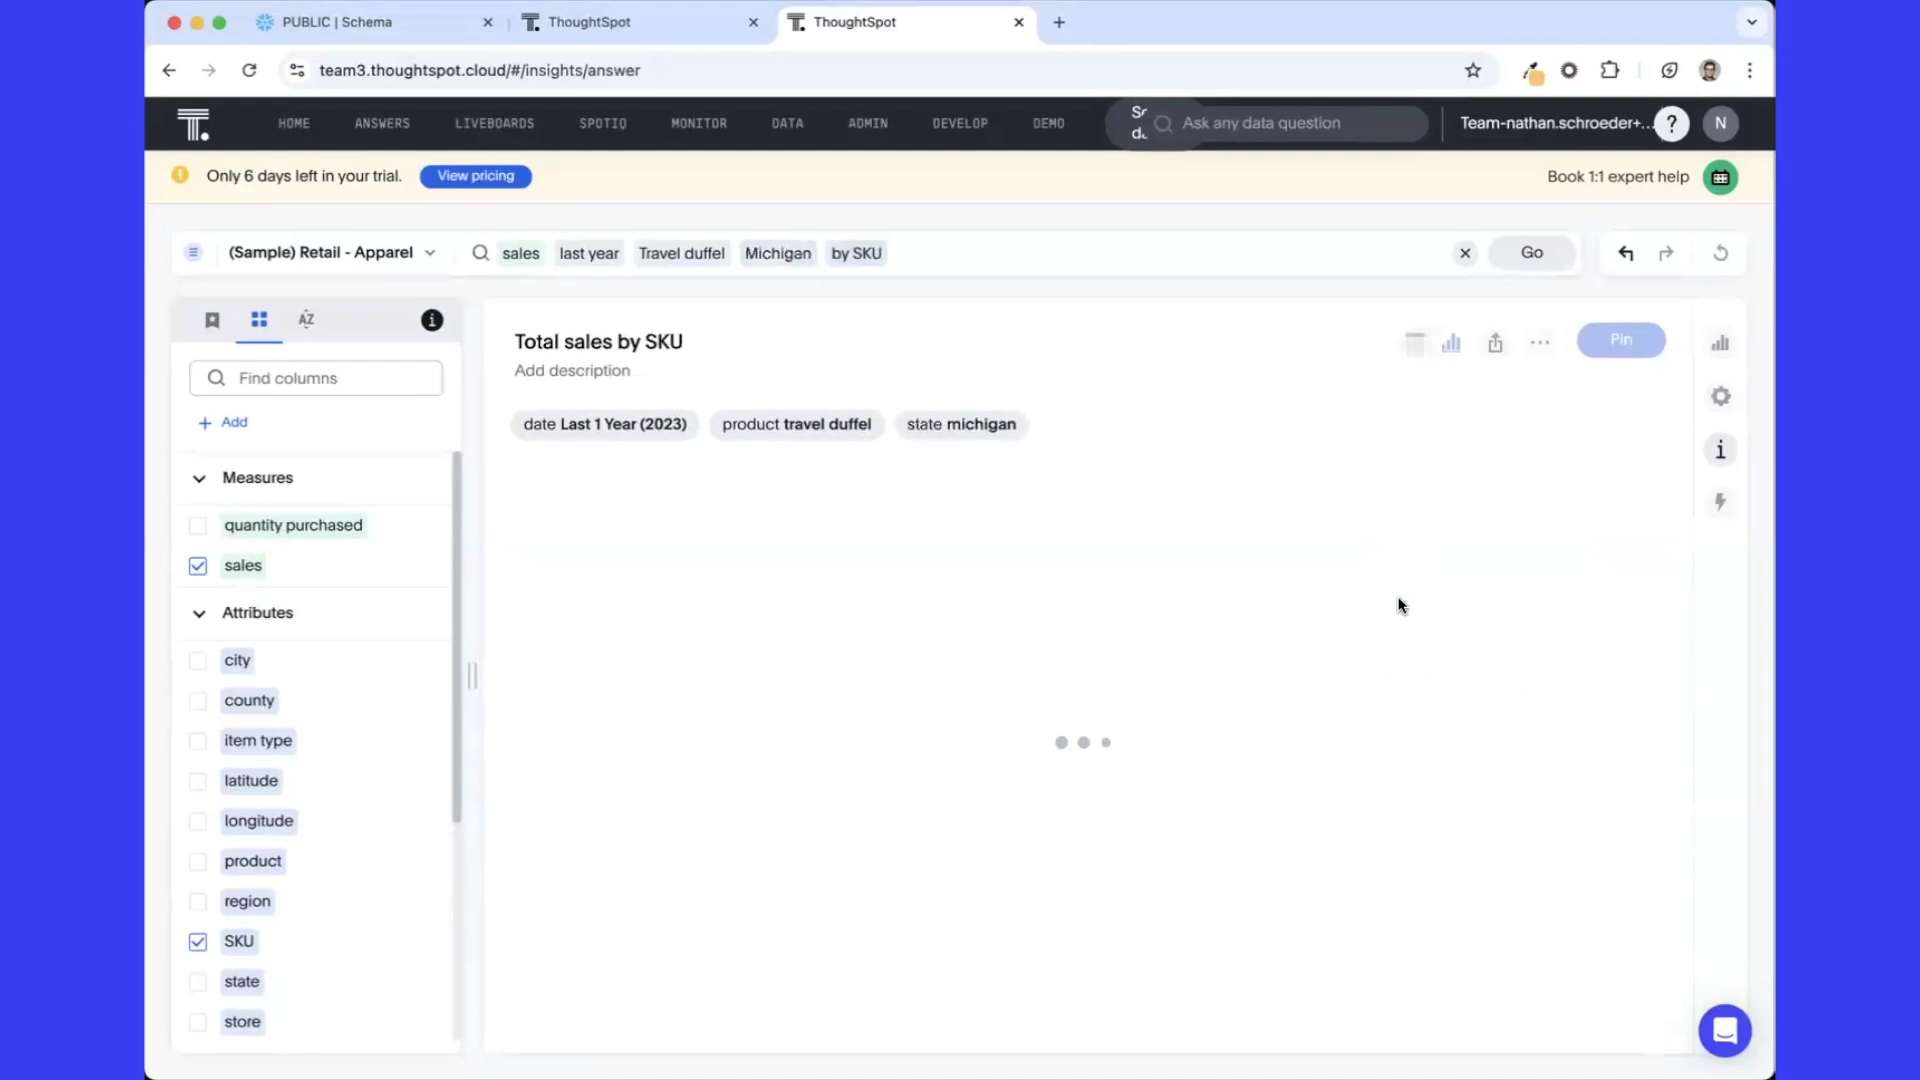 PUBLIC | Schema
ThoughtSpot
ThoughtSpot
team3.thoughtspot.cloud/#/insights/answer
HOME
ANSWERS
LIVEBOARDS
SPOTIQ
MONITOR
DATA
ADMIN
DEVELOP
DEMO
Ask any data question
Team-nathan.schroeder+...
?
N
Only 6 days left in your trial.
View pricing
Book 1:1 expert help
(Sample) Retail - Apparel
sales last year Travel duffel Michigan by SKU
Go
AZ
Total sales by SKU
Pin
Add description
Find columns
+ Add
date Last 1 Year (2023)
product travel duffel
state michigan
Measures
quantity purchased
sales
Attributes
city
county
item type
latitude
longitude
product
region
SKU
state
store